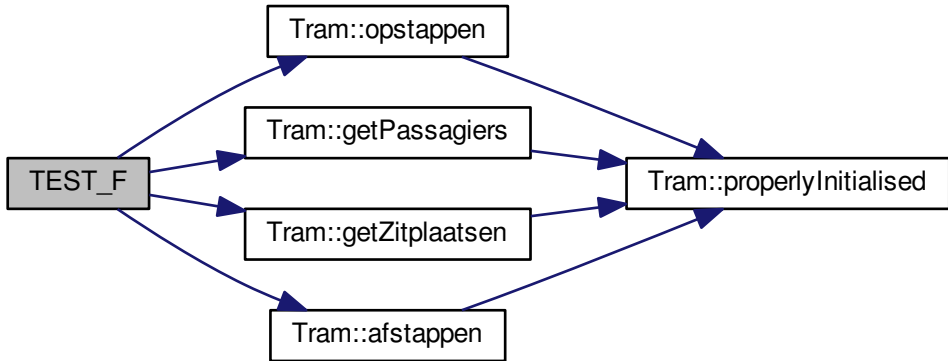 Tram::opstappen
Tram::getPassagiers
TEST_F
Tram::properlyInitialised
Tram::getZitplaatsen
Tram::afstappen